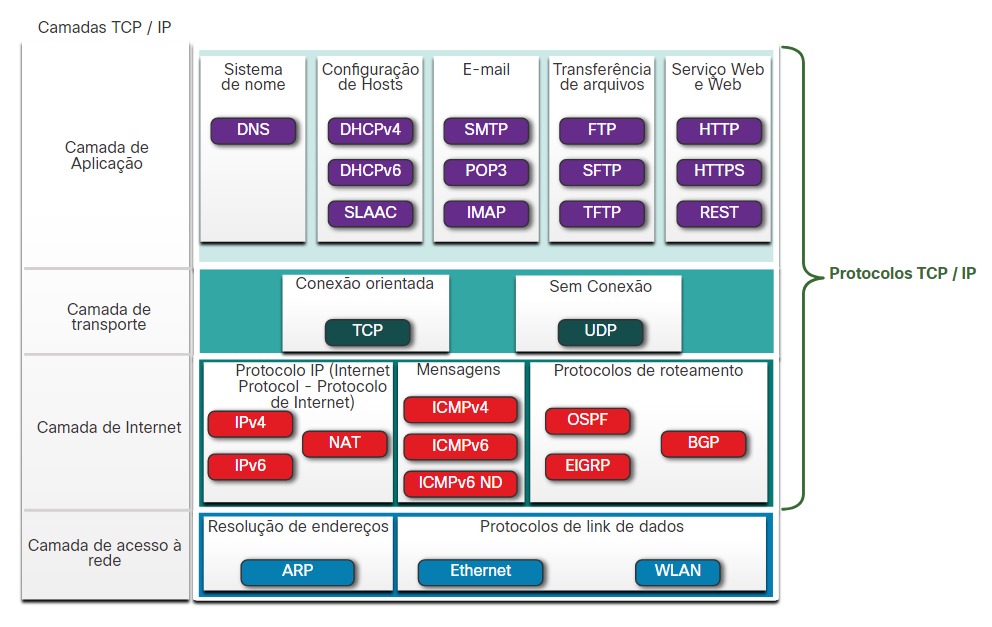 Camadas TCP / IP
Camada de
Aplicação
Sistema
de nome
DNS
Configuração
de Hosts
DHCPv4
DHCPv6
SLAAC
E-mail
SMTP
POP3
IMAP
Transferência
de arquivos
FTP
SFTP
TFTP
Serviço Web
e Web
HTTP
HTTPS
REST
Protocolos TCP / IP
Camada de
transporte
Conexão orientada
TCP
Sem Conexão
UDP
Camada de Internet
Protocolo IP (Internet
Protocol - Protocolo
de Internet)
IPv4
NAT
IPv6
Mensagens
ICMPv4
ICMPv6
ICMPv6 ND
Protocolos de roteamento
OSPF
BGP
EIGRP
Camada de acesso à
rede
Resolução de endereços
ARP
Protocolos de link de dados
Ethernet
WLAN